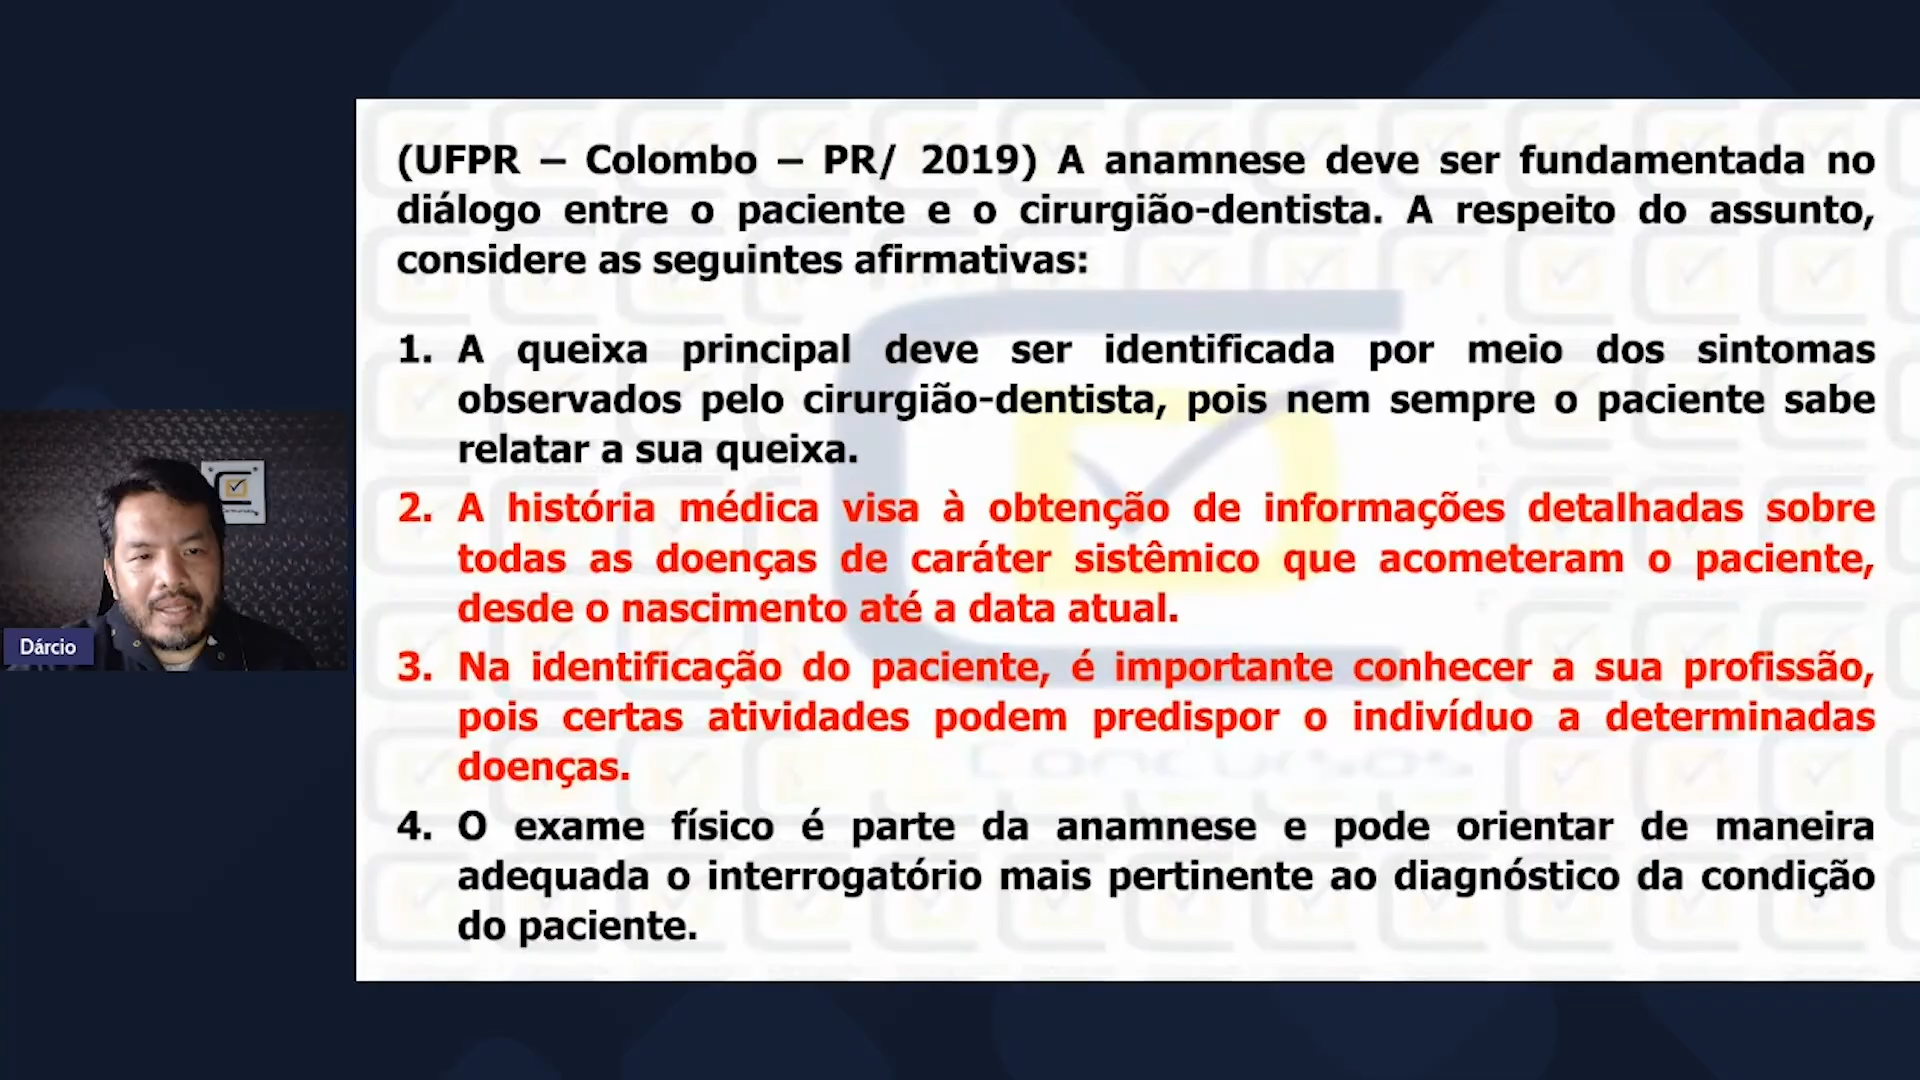 (UFPR – Colombo – PR/ 2019) A anamnese deve ser fundamentada no
diálogo entre o paciente e o cirurgião-dentista. A respeito do assunto,
considere as seguintes afirmativas:
1. A queixa principal deve ser identificada por meio dos sintomas
observados pelo cirurgião-dentista, pois nem sempre o paciente sabe
relatar a sua queixa.
2. A história médica visa à obtenção de informações detalhadas sobre
todas as doenças de caráter sistêmico que acometeram o paciente,
desde o nascimento até a data atual.
3. Na identificação do paciente, é importante conhecer a sua profissão,
pois certas atividades podem predispor o indivíduo a determinadas
doenças.
4. O exame físico é parte da anamnese e pode orientar de maneira
adequada o interrogatório mais pertinente ao diagnóstico da condição
do paciente.
Concursos
Dárcio